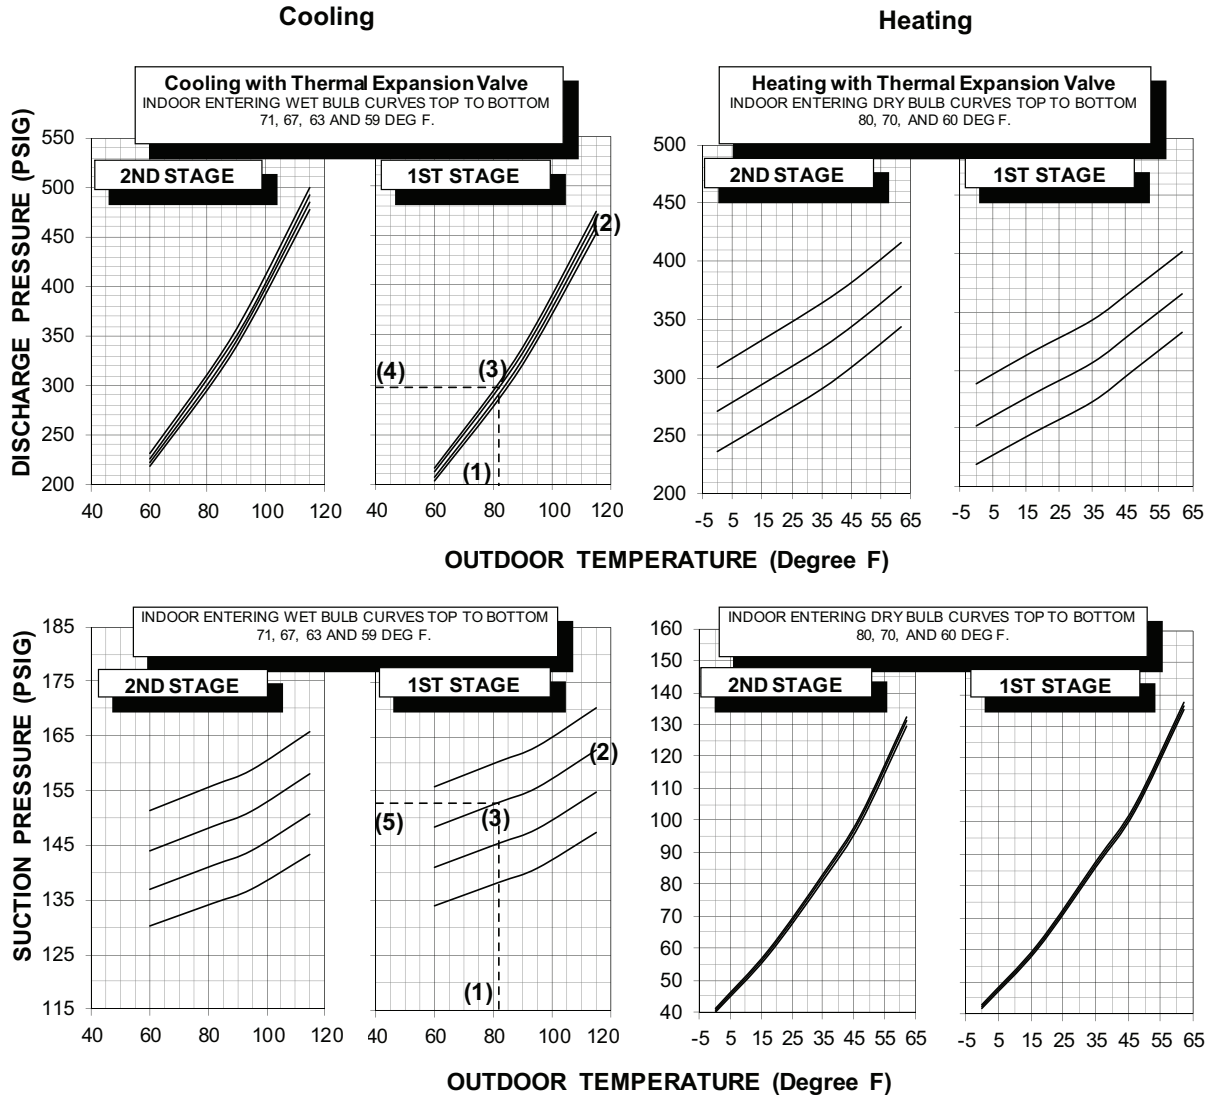 Cooling
Heating
Cooling with Thermal Expansion Valve
INDOOR ENTERING WET BULB CURVES TOP TO BOTTOM
71, 67, 63 AND 59 DEG F.
Heating with Thermal Expansion Valve
INDOOR ENTERING DRY BULB CURVES TOP TO BOTTOM
80, 70, AND 60 DEG F.
DISCHARGE PRESSURE (PSIG)
550
500
450
400
350
300
250
200
2ND STAGE
40 60 80 100 120
1ST STAGE
(2)
(3)
(4)
(1)
40 60 80 100 120
500
450
400
350
300
250
200
2ND STAGE
-5 5 15 25 35 45 55 65
1ST STAGE
-5 5 15 25 35 45 55 65
OUTDOOR TEMPERATURE (Degree F)
INDOOR ENTERING WET BULB CURVES TOP TO BOTTOM
71, 67, 63 AND 59 DEG F.
INDOOR ENTERING DRY BULB CURVES TOP TO BOTTOM
80, 70, AND 60 DEG F.
SUCTION PRESSURE (PSIG)
185
175
165
155
145
135
125
115
2ND STAGE
40 60 80 100 120
1ST STAGE
(2)
(3)
(5)
(1)
40 60 80 100 120
160
150
140
130
120
110
100
90
80
70
60
50
40
2ND STAGE
-5 5 15 25 35 45 55 65
1ST STAGE
-5 5 15 25 35 45 55 65
OUTDOOR TEMPERATURE (Degree F)